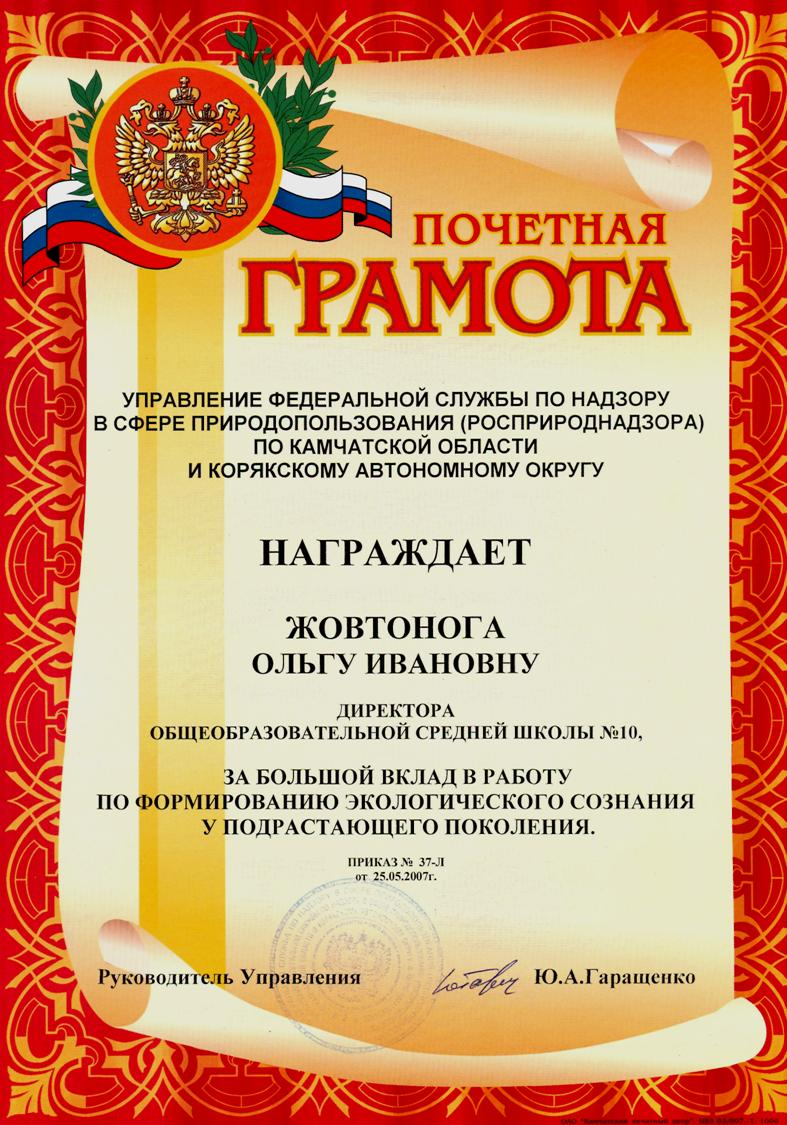 ПОЧЕТНАЯ
ГРАМОТА
УПРАВЛЕНИЕ ФЕДЕРАЛЬНОЙ СЛУЖБЫ ПО НАДЗОРУ
В СФЕРЕ ПРИРОДОПОЛЬЗОВАНИЯ (РОСПРИРОДНАДЗОРА)
ПО КАМЧАТСКОЙ ОБЛАСТИ
И КОРЯКСКОМУ АВТОНОМНОМУ ОКРУГУ
НАГРАЖДАЕТ
ЖОВТОНОГА
ОЛЬГУ ИВАНОВНУ
ДИРЕКТОРА
ОБЩЕОБРАЗОВАТЕЛЬНОЙ СРЕДНЕЙ ШКОЛЫ №10,
ЗА БОЛЬШОЙ ВКЛАД В РАБОТУ
ПО ФОРМИРОВАНИЮ ЭКОЛОГИЧЕСКОГО СОЗНАНИЯ
У ПОДРАСТАЮЩЕГО ПОКОЛЕНИЯ.
ПРИКАЗ № 37-Л
от 25.05.2007г.
Руководитель Управления Ю.А.Гаращенко